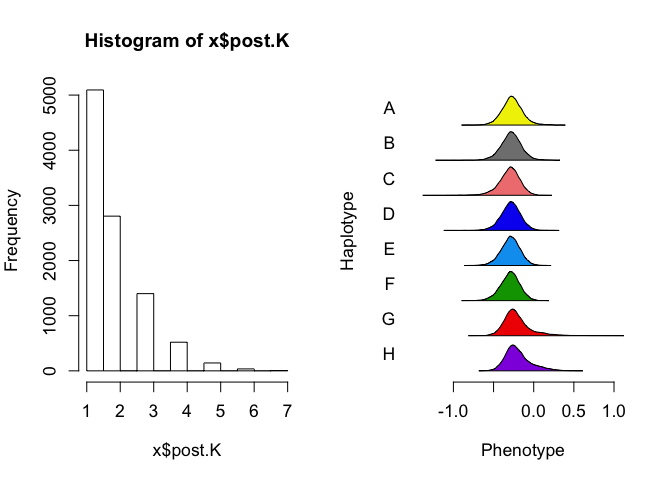 Histogram of x$post.K
Frequency
0 1000 2000 3000 4000 5000
1 2 3 4 5 6 7
x$post.K
Haplotype
A
B
C
D
E
F
G
H
-1.0 0.0 0.5 1.0
Phenotype